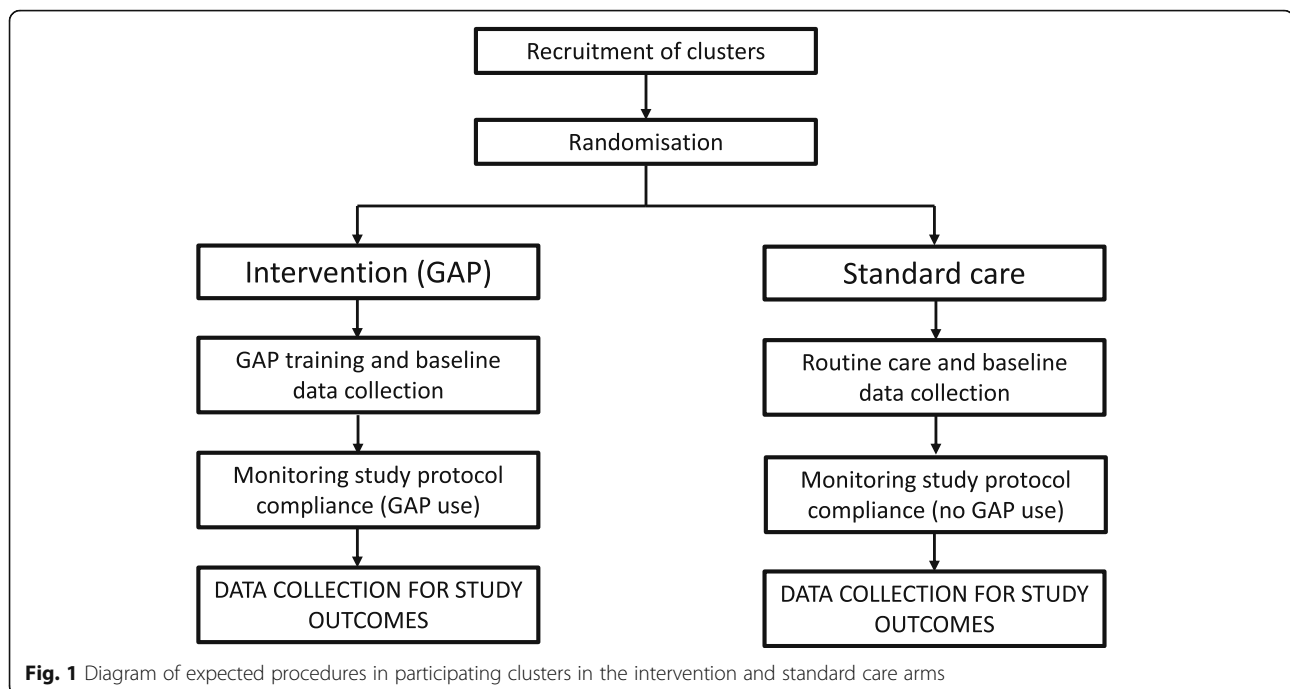 Recruitment of clusters
Randomisation
Intervention (GAP)
Standard care
GAP training and baseline
data collection
Routine care and baseline
data collection
Monitoring study protocol
compliance (GAP use)
Monitoring study protocol
compliance (no GAP use)
DATA COLLECTION FOR STUDY
OUTCOMES
DATA COLLECTION FOR STUDY
OUTCOMES
Fig. 1 Diagram of expected procedures in participating clusters in the intervention and standard care arms